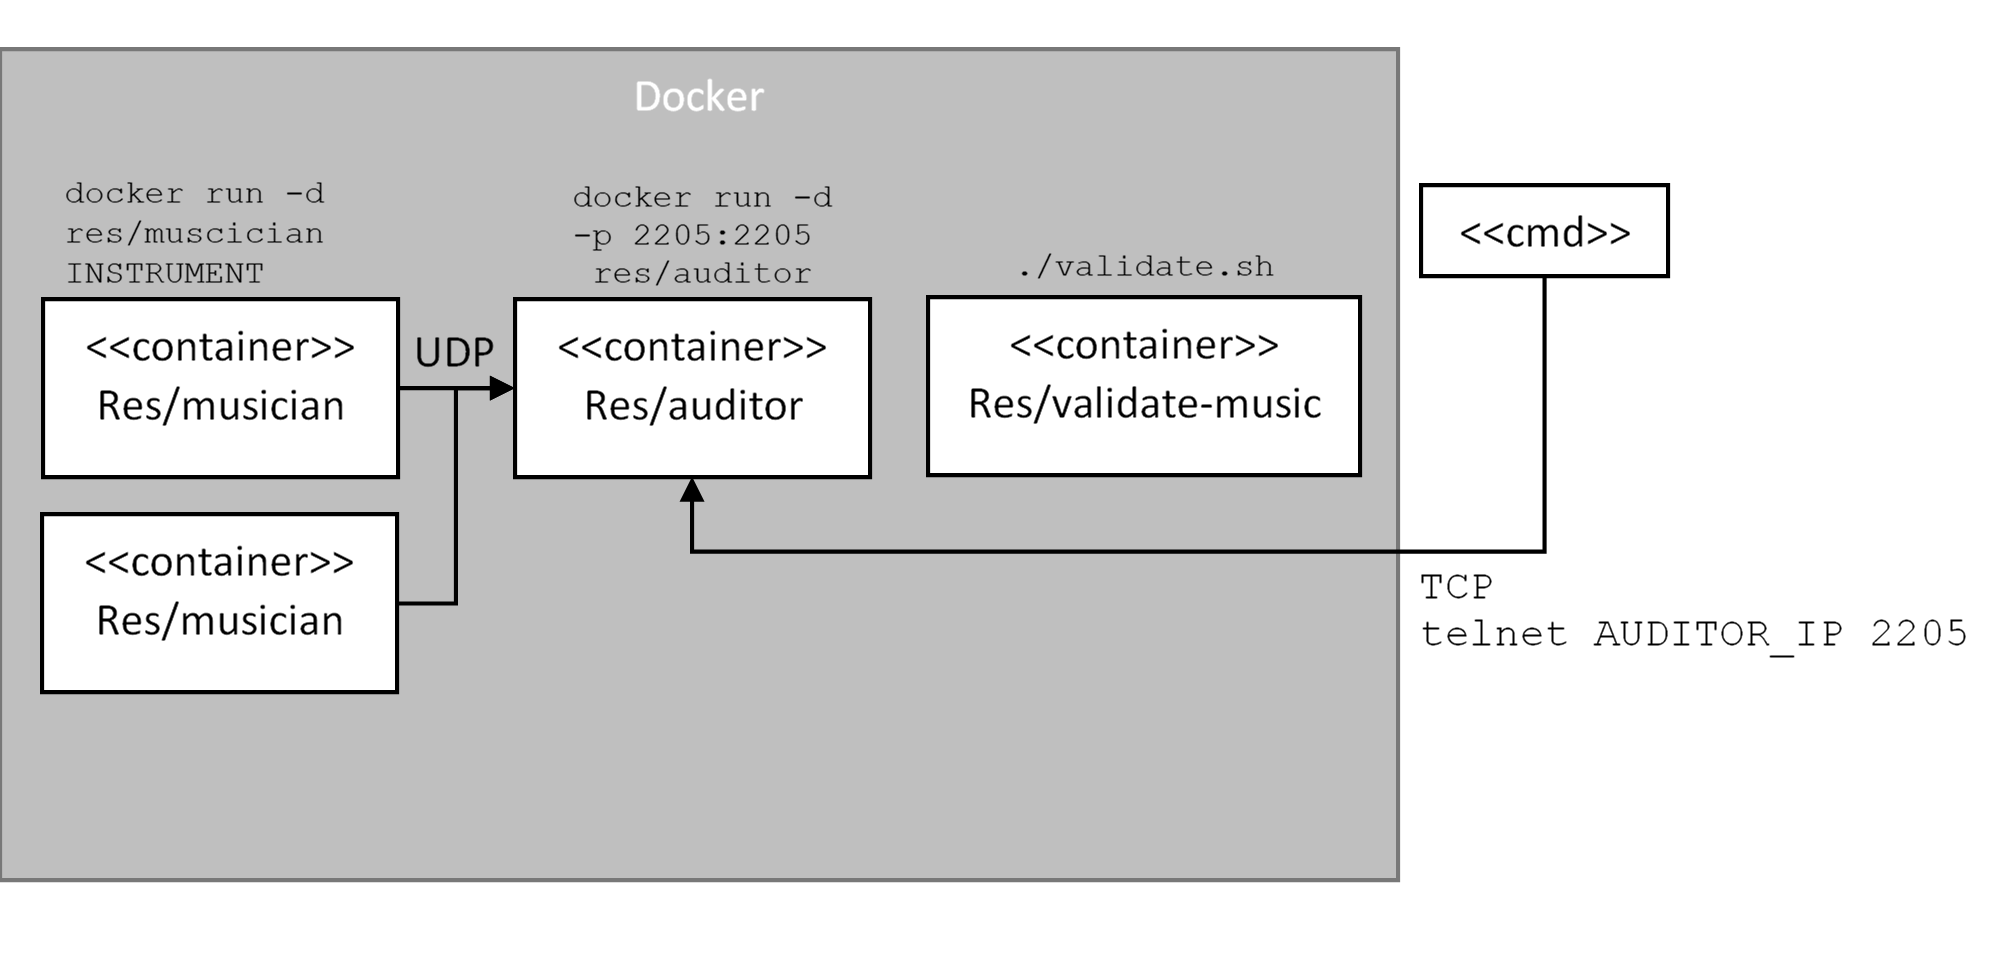 Docker
docker run -d
res/muscician
INSTRUMENT
docker run -d
-p 2205:2205
res/auditor
./validate.sh
<<cmd>>
<<container>>
Res/musician
UDP
<<container>>
Res/auditor
<<container>>
Res/validate-music
<<container>>
Res/musician
TCP
telnet AUDITOR_IP 2205